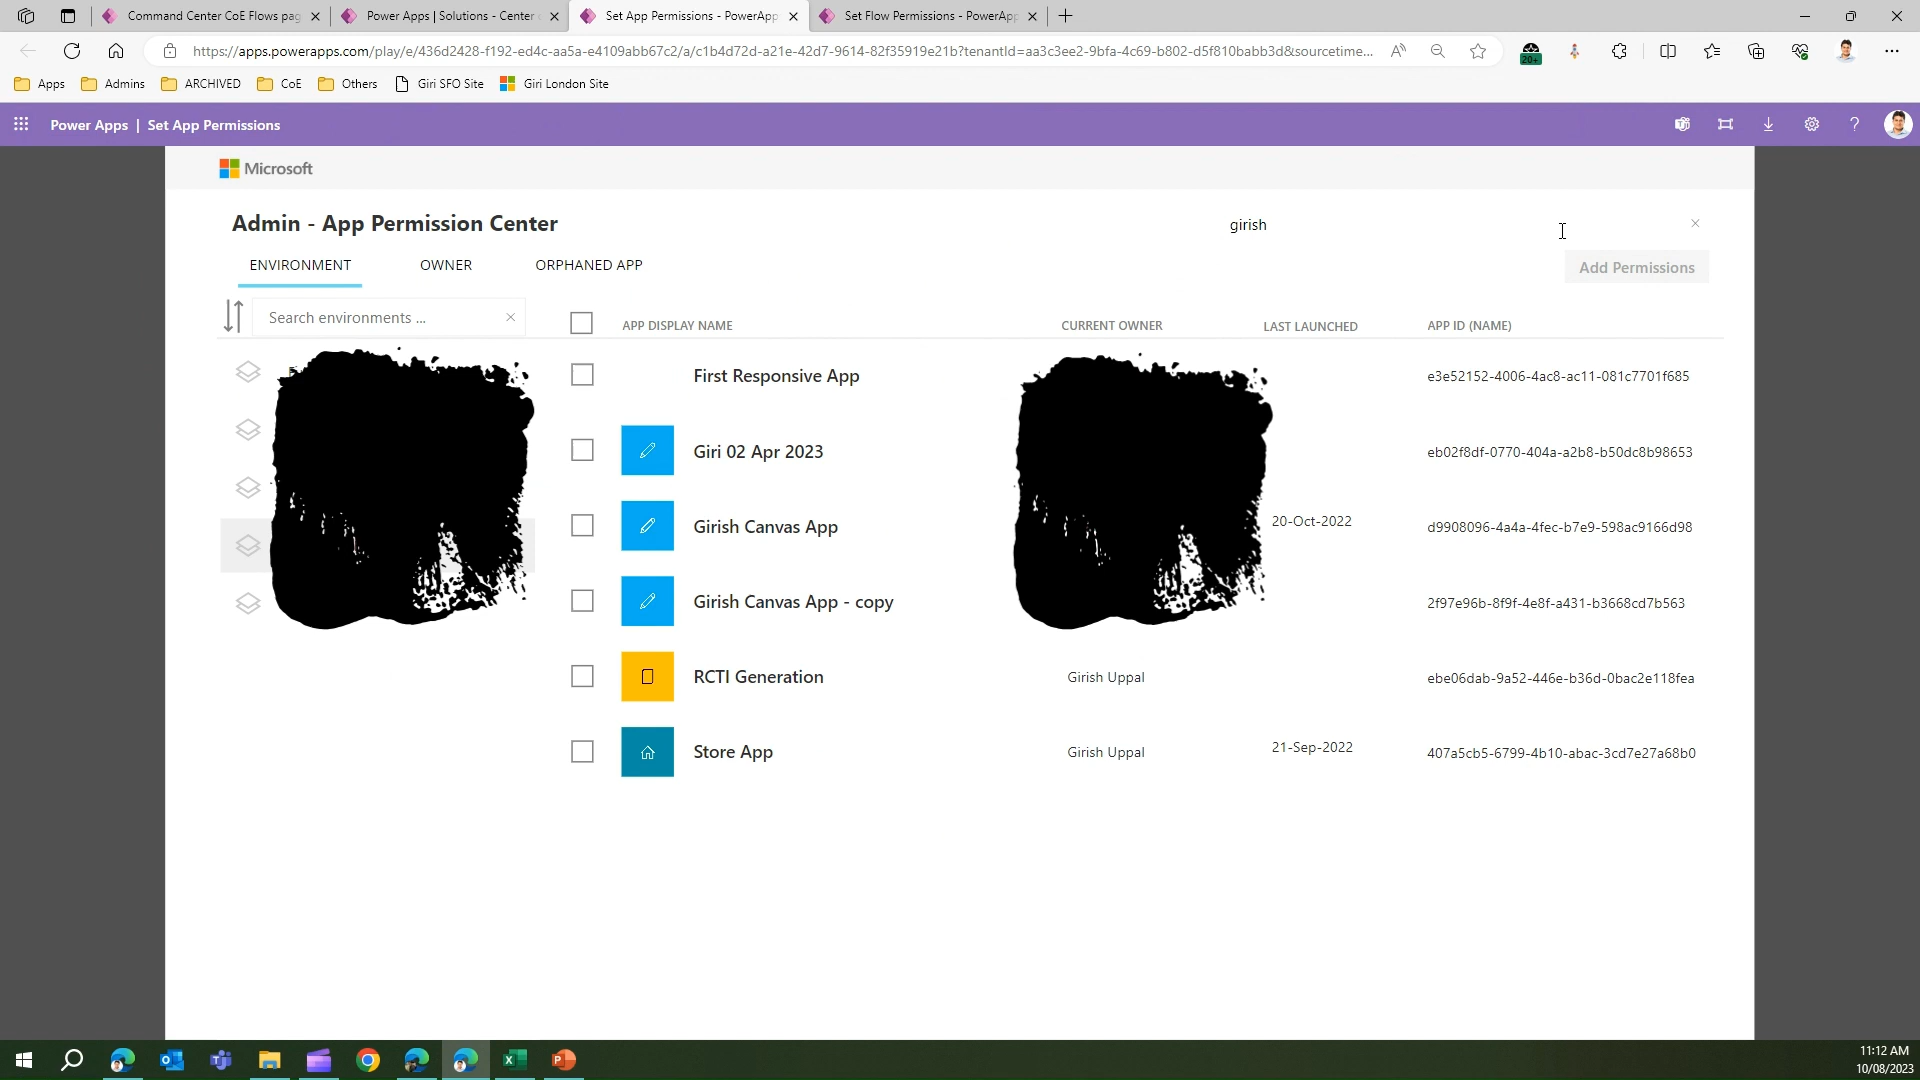 Command Center CoE Flows pag
Power Apps | Solutions - Center
Set App Permissions - PowerApp
Set Flow Permissions - PowerApp
https://apps.powerapps.com/play/e/436d2428-f192-ed4c-aa5a-e4109abb67c2/a/c1b4d72d-a21e-42d7-9614-82f35919e21b?tenantId=aa3c3ee2-9bfa-4c69-b802-d5f810babb3d&sourcetime...
20+
Apps
Admins
ARCHIVED
CoE
Others
Giri SFO Site
Giri London Site
Power Apps | Set App Permissions
Microsoft
Admin - App Permission Center
girish
ENVIRONMENT
OWNER
ORPHANED APP
Add Permissions
Search environments ...
APP DISPLAY NAME
CURRENT OWNER
LAST LAUNCHED
APP ID (NAME)
First Responsive App
e3e52152-4006-4ac8-ac11-081c7701f685
Giri 02 Apr 2023
eb02f8df-0770-404a-a2b8-b50dc8b98653
Girish Canvas App
20-Oct-2022
d9908096-4a4a-4fec-b7e9-598ac9166d98
Girish Canvas App - copy
2f97e96b-8f9f-4e8f-a431-b3668cd7b563
RCTI Generation
Girish Uppal
ebe06dab-9a52-446e-b36d-0bac2e118fea
Store App
Girish Uppal
21-Sep-2022
407a5cb5-6799-4b10-abac-3cd7e27a68b0
11:12 AM
10/08/2023